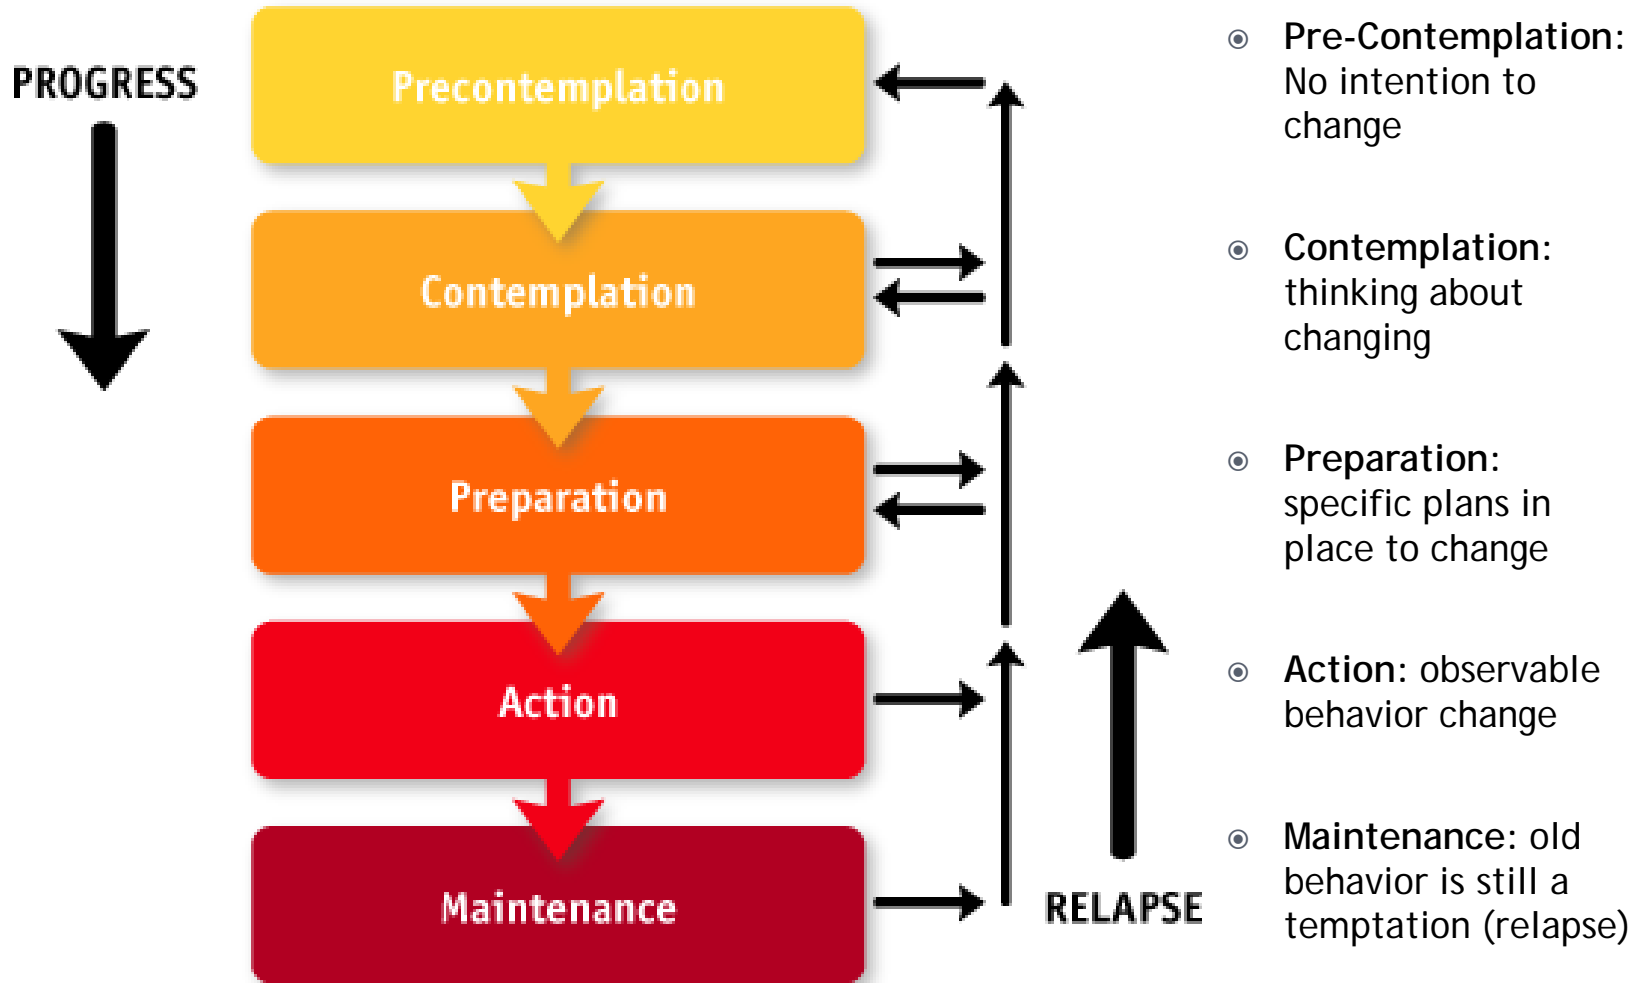 PROGRESS
Precontemplation
Contemplation
Preparation
Action
Maintenance
RELAPSE
Pre-Contemplation:
No intention to
change
Contemplation:
thinking about
changing
Preparation:
specific plans in
place to change
Action: observable
behavior change
Maintenance: old
behavior is still a
temptation (relapse)